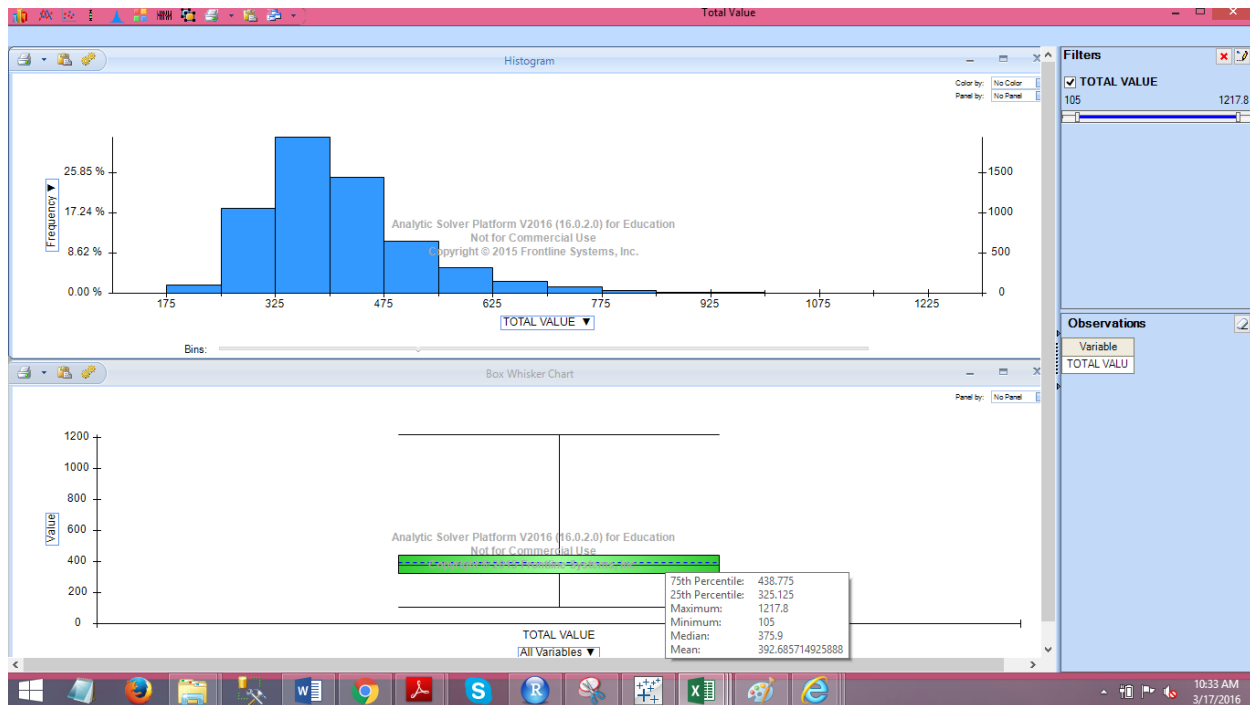 Total Value
Histogram
Color by: No Color
Panel by: No Panel
25.85 %
17.24 %
8.62 %
0.00 %
Frequency ▼
1500
1000
500
0
Analytic Solver Platform V2016 (16.0.2.0) for Education
Not for Commercial Use
Copyright © 2015 Frontline Systems, Inc.
175 325 475 625 775 925 1075 1225
TOTAL VALUE ▼
Bins:
Filters
TOTAL VALUE
105 1217.8
Observations
Variable
TOTAL VALU
Box Whisker Chart
Panel by: No Panel
1200
1000
800
600
400
200
0
Value
Analytic Solver Platform V2016 (16.0.2.0) for Education
Not for Commercial Use
Copyright © 2015 Frontline Systems, Inc.
75th Percentile: 438.775
25th Percentile: 325.125
Maximum: 1217.8
Minimum: 105
Median: 375.9
Mean: 392.685714925888
TOTAL VALUE
All Variables ▼
10:33 AM
3/17/2016